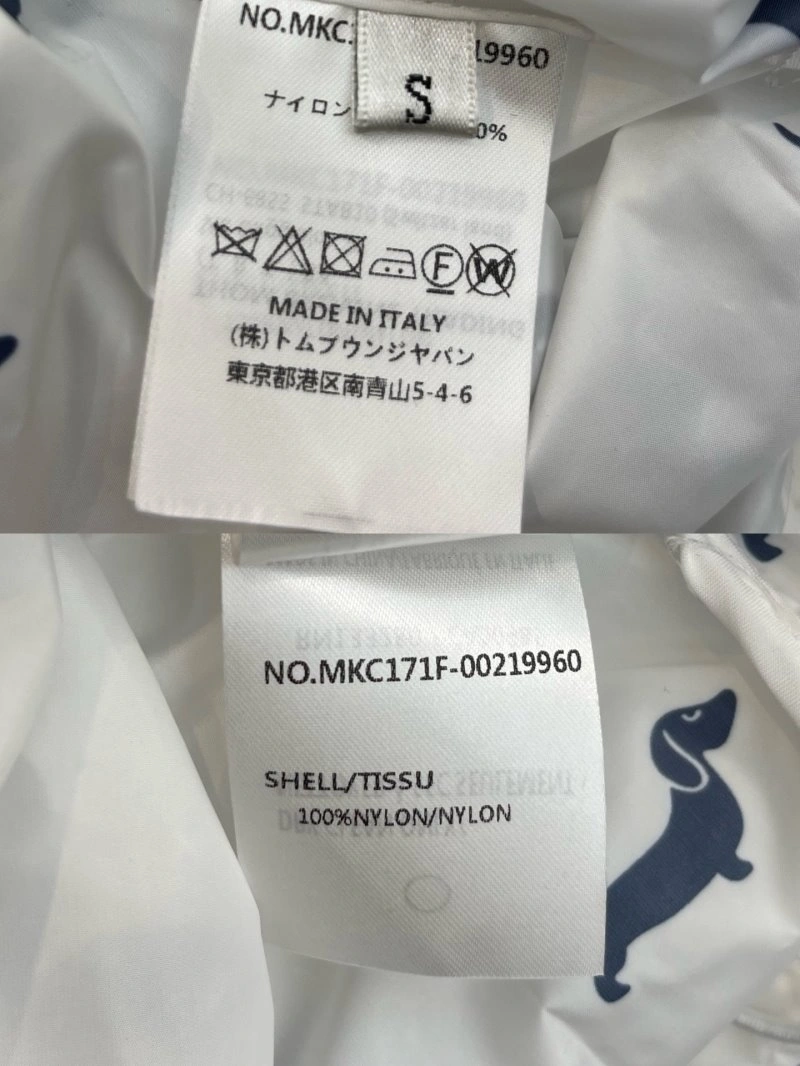 NO.MKC
19960
S
ナイロン
0%
W
F
MADE IN ITALY
(株)トムブウンジヤパン
東京都港区南青山5-4-6
NO.MKC171F-00219960
SHELL/TISSU
100%NYLON/NYLON